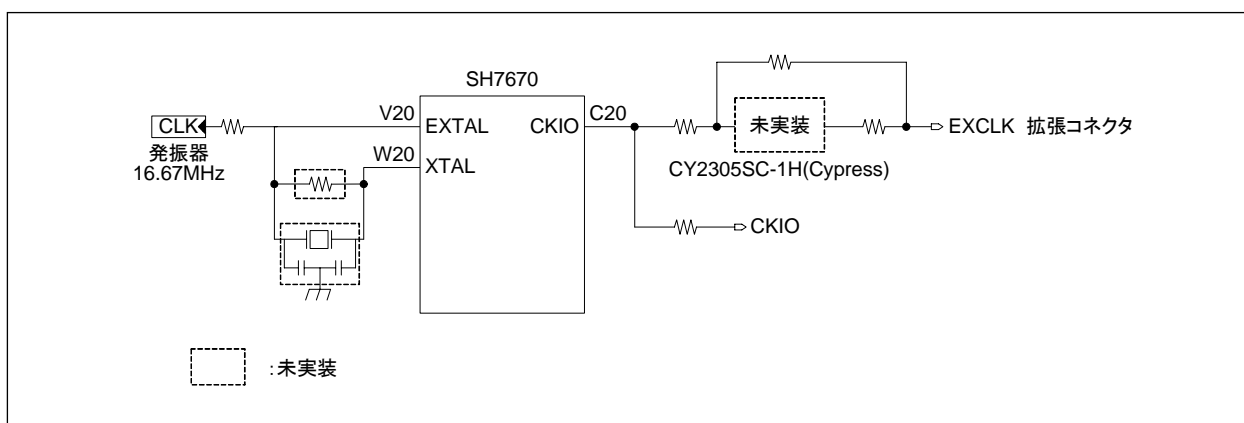 SH7670
CLK
発振器
16.67MHz
V20
EXTAL
W20
XTAL
CKIO
C20
未実装
CY2305SC-1H(Cypress)
EXCLK 拡張コネクタ
CKIO
:未実装